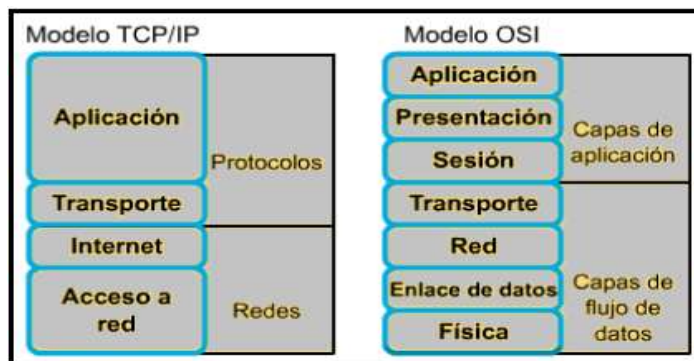 Modelo TCP/IP
Aplicación
Transporte
Internet
Acceso a
red
Protocolos
Redes
Modelo OSI
Aplicación
Presentación
Sesión
Transporte
Red
Enlace de datos
Física
Capas de
aplicación
Capas de
flujo de
datos